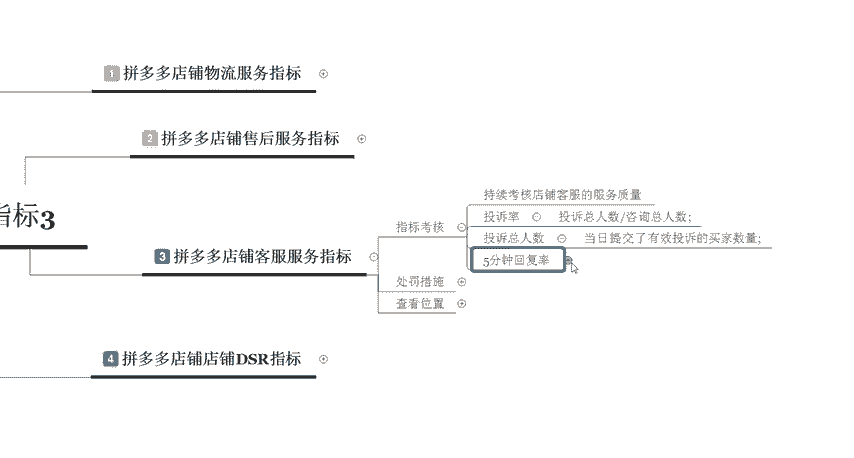 1 拼多多店铺物流服务指标
2 拼多多店铺售后服务指标
指标3
3 拼多多店铺客服服务指标
指标考核
持续考核店铺客服的服务质量
投诉率 投诉总人数/咨询总人数;
投诉总人数 当日提交了有效投诉的买家数量;
5分钟回复率
处罚措施
查看位置
4 拼多多店铺店铺DSR指标